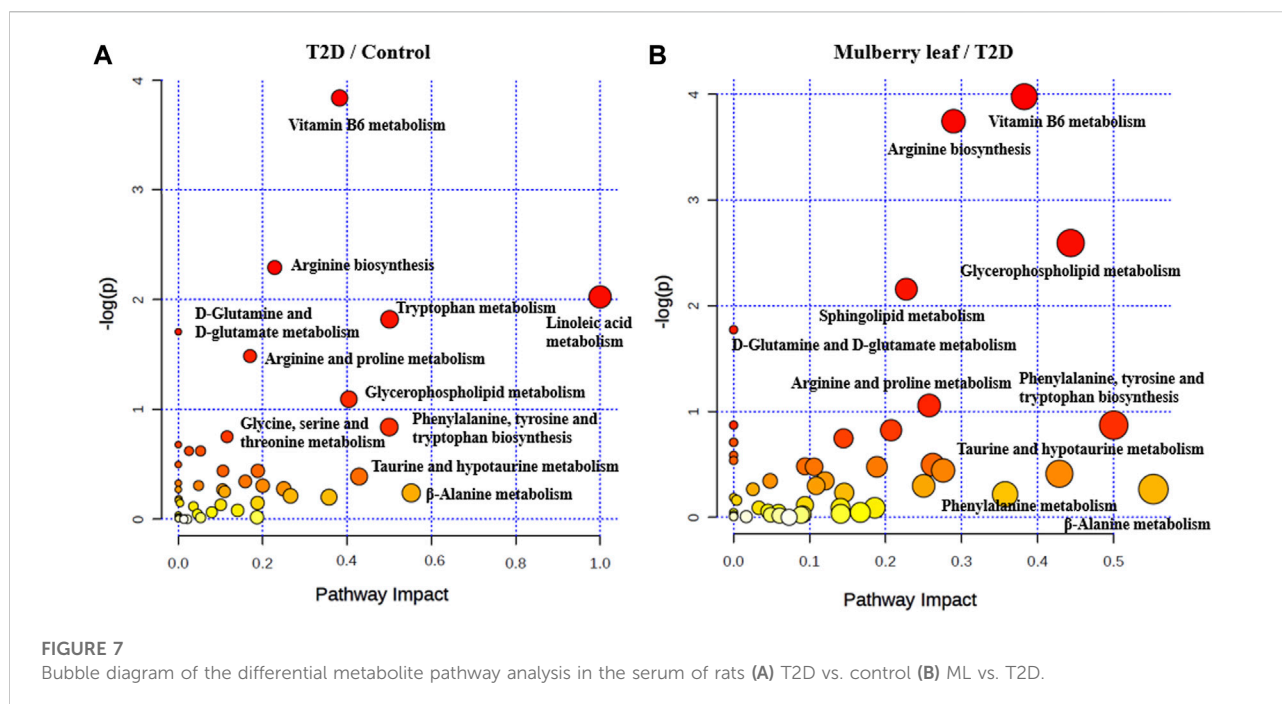 A
T2D / Control
4
3
2
1
0
-log(p)
Vitamin B6 metabolism
Arginine biosynthesis
D-Glutamine and
D-glutamate metabolism
Tryptophan metabolism
Linoleic acid
metabolism
Arginine and proline metabolism
Glycerophospholipid metabolism
Glycine, serine and
threonine metabolism
Phenylalanine, tyrosine and
tryptophan biosynthesis
Taurine and hypotaurine metabolism
β-Alanine metabolism
0.0 0.2 0.4 0.6 0.8 1.0
Pathway Impact
B
Mulberry leaf / T2D
4
3
2
1
0
-log(p)
Vitamin B6 metabolism
Arginine biosynthesis
Glycerophospholipid metabolism
Sphingolipid metabolism
D-Glutamine and D-glutamate metabolism
Arginine and proline metabolism
Phenylalanine, tyrosine and
tryptophan biosynthesis
Taurine and hypotaurine metabolism
Phenylalanine metabolism
β-Alanine metabolism
0.0 0.1 0.2 0.3 0.4 0.5
Pathway Impact
FIGURE 7
Bubble diagram of the differential metabolite pathway analysis in the serum of rats (A) T2D vs. control (B) ML vs. T2D.